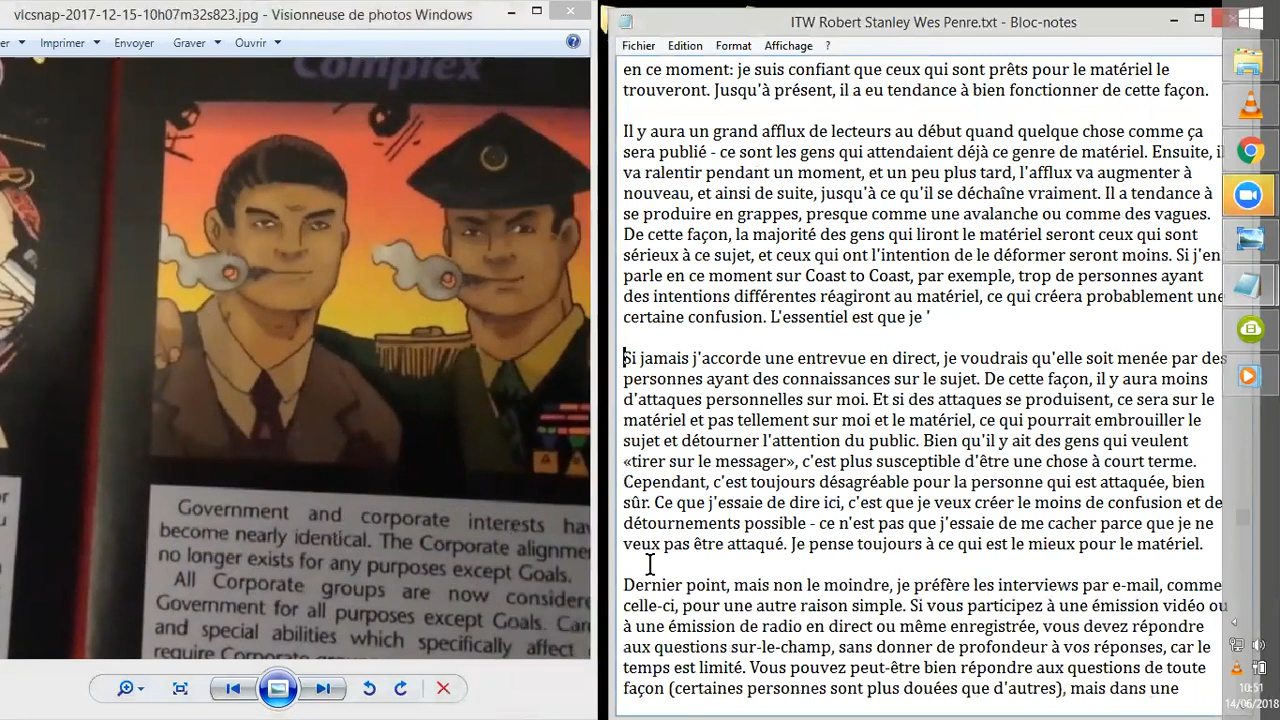 vlcsnap-2017-12-15-10h07m32s823.jpg - Visionneuse de photos Windows
Imprimer
Envoyer
Graver
Ouvrir
Complex
Government and corporate interests
become nearly identical. The Corporate
no longer exists for any purposes except Goals.
All Corporate groups are now
Government for all purposes except Goals.
and special abilities which specifically affect
require Corporate
ITW Robert Stanley Wes Penre.txt - Bloc-notes
Fichier Edition Format Affichage ?
en ce moment: je suis confiant que ceux qui sont prêts pour le matériel le
trouveront. Jusqu'à présent, il a eu tendance à bien fonctionner de cette façon.
Il y aura un grand afflux de lecteurs au début quand quelque chose comme ça
sera publié - ce sont les gens qui attendaient déjà ce genre de matériel. Ensuite, il
va ralentir pendant un moment, et un peu plus tard, l'afflux va augmenter à
nouveau, et ainsi de suite, jusqu'à ce qu'il se déchaîne vraiment. Il a tendance à
se produire en grappes, presque comme une avalanche ou comme des vagues.
De cette façon, la majorité des gens qui liront le matériel seront ceux qui sont
sérieux à ce sujet, et ceux qui ont l'intention de le déformer seront moins. Si j'en
parle en ce moment sur Coast to Coast, par exemple, trop de personnes ayant
des intentions différentes réagiront au matériel, ce qui créera probablement une
certaine confusion. L'essentiel est que je '
Si jamais j'accorde une entrevue en direct, je voudrais qu'elle soit menée par des
personnes ayant des connaissances sur le sujet. De cette façon, il y aura moins
d'attaques personnelles sur moi. Et si des attaques se produisent, ce sera sur le
matériel et pas tellement sur moi et le matériel, ce qui pourrait embrouiller le
sujet et détourner l'attention du public. Bien qu'il y ait des gens qui veulent
«tirer sur le messager», c'est plus susceptible d'être une chose à court terme.
Cependant, c'est toujours désagréable pour la personne qui est attaquée, bien
sûr. Ce que j'essaie de dire ici, c'est que je veux créer le moins de confusion et de
détournements possible - ce n'est pas que j'essaie de me cacher parce que je ne
veux pas être attaqué. Je pense toujours à ce qui est le mieux pour le matériel.
Dernier point, mais non le moindre, je préfère les interviews par e-mail, comme
celle-ci, pour une autre raison simple. Si vous participez à une émission vidéo ou
à une émission de radio en direct ou même enregistrée, vous devez répondre
aux questions sur-le-champ, sans donner de profondeur à vos réponses, car le
temps est limité. Vous pouvez peut-être bien répondre aux questions de toute
façon (certaines personnes sont plus douées que d'autres), mais dans une
10:51
14/06/2018